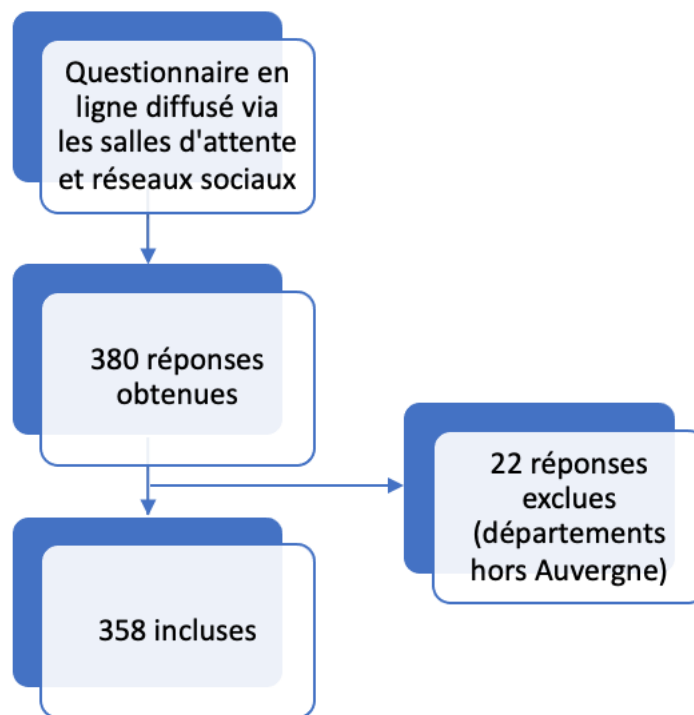 Questionnaire en
ligne diffusé via
les salles d'attente
et réseaux sociaux
380 réponses
obtenues
22 réponses
exclues
(départements
hors Auvergne)
358 incluses